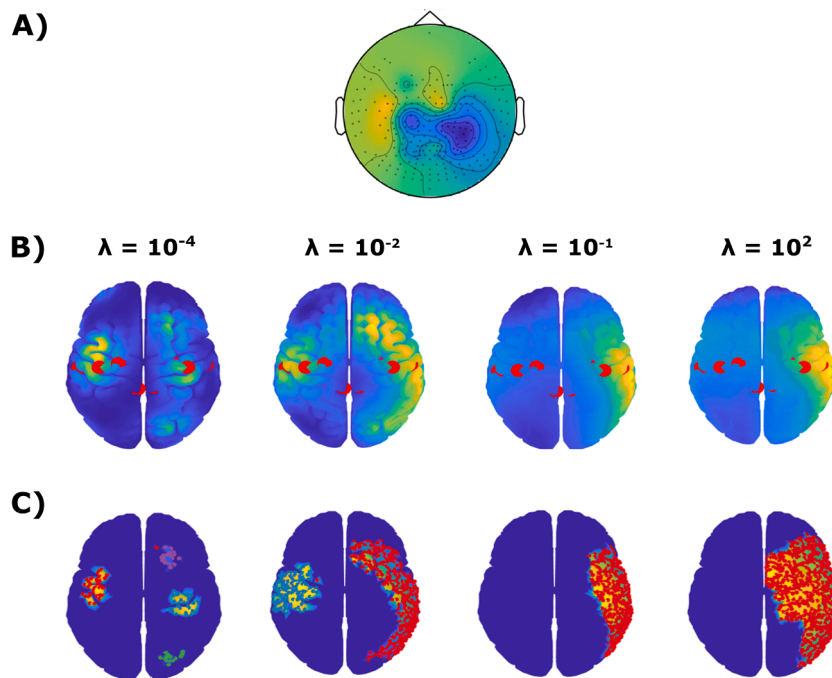 A)
B)
λ = 10⁻⁴ λ = 10⁻² λ = 10⁻¹ λ = 10²
C)